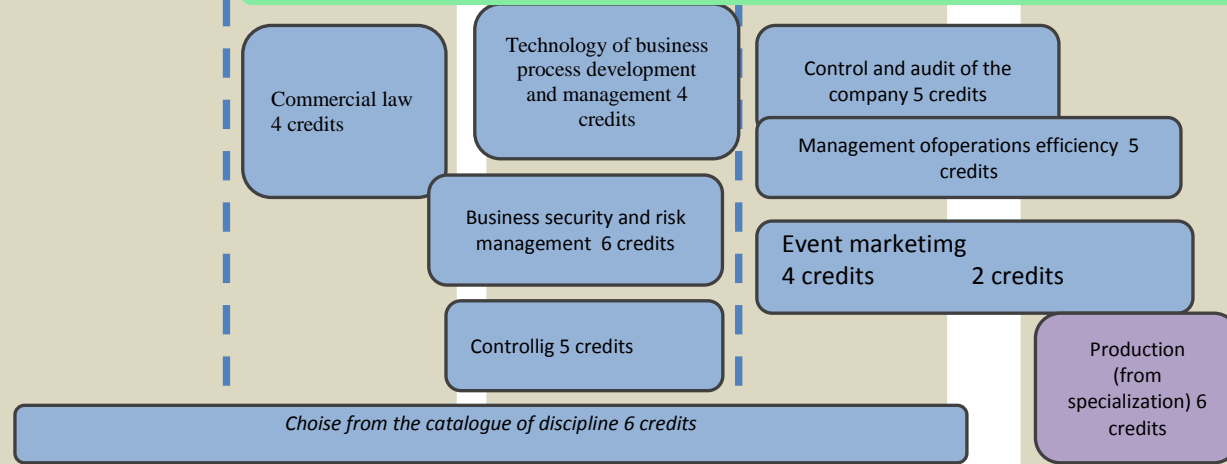 Commercial law
4 credits
Technology of business
process development
and management 4
credits
Control and audit of the
company 5 credits
Management ofoperations efficiency 5
credits
Business security and risk
management 6 credits
Event marketimg
4 credits 2 credits
Controllig 5 credits
Production
(from
specialization) 6
credits
Choise from the catalogue of discipline 6 credits